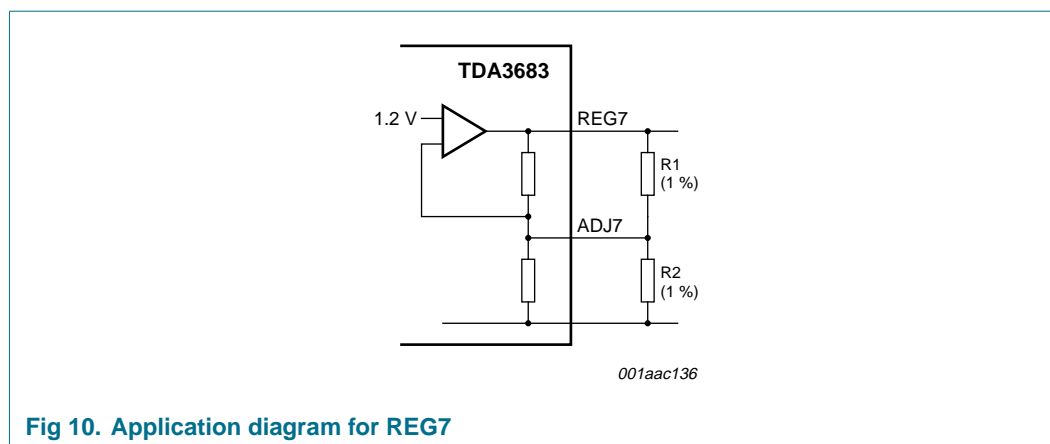 TDA3683
1.2 V
REG7
R1
(1 %)
ADJ7
R2
(1 %)
001aac136
Fig 10. Application diagram for REG7